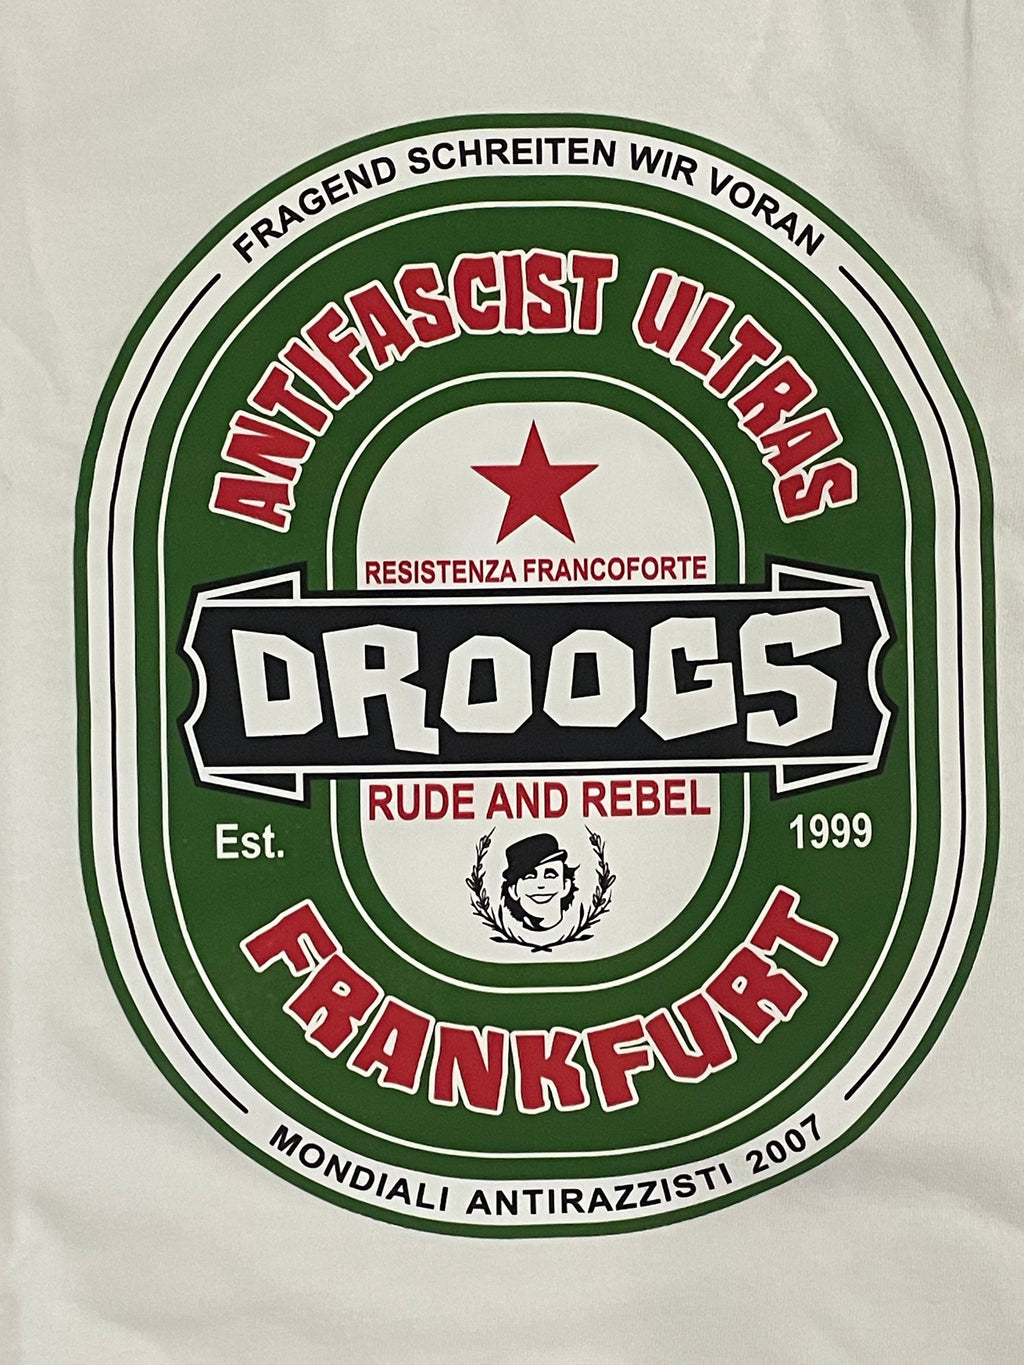 FRAGEND SCHREITEN WIR VORAN
ANTIFASCIST ULTRAS
RESISTENZA FRANCOFORTE
DROOGS
RUDE AND REBEL
Est. 1999
FRANKFURT
MONDIALI ANTIRAZZISTI 2007